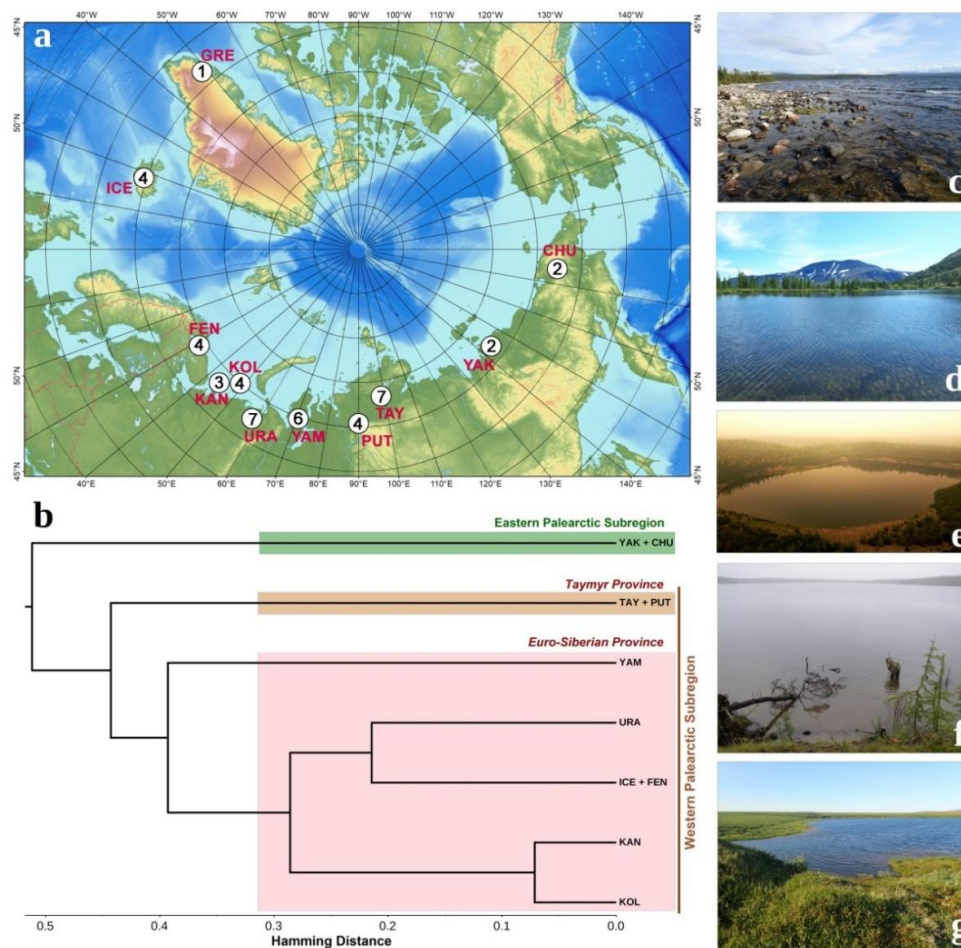 a
40°W 50°W 60°W 70°W 80°W 90°W 100°W 110°W 120°W 130°W 140°W
45°N
45°N
GRE
1
50°N
50°N
ICE
4
CHU
2
FEN
4
YAK
2
KOL
4
KAN
3
TAY
7
URA
7
YAM
6
PUT
4
50°N
50°N
45°N
45°N
40°E 50°E 60°E 70°E 80°E 90°E 100°E 110°E 120°E 130°E 140°E
b
Eastern Palearctic Subregion
YAK + CHU
Taymyr Province
TAY + PUT
Euro-Siberian Province
YAM
URA
ICE + FEN
KAN
KOL
Western Palearctic Subregion
0.5 0.4 0.3 0.2 0.1 0.0
Hamming Distance
c
d
e
f
g